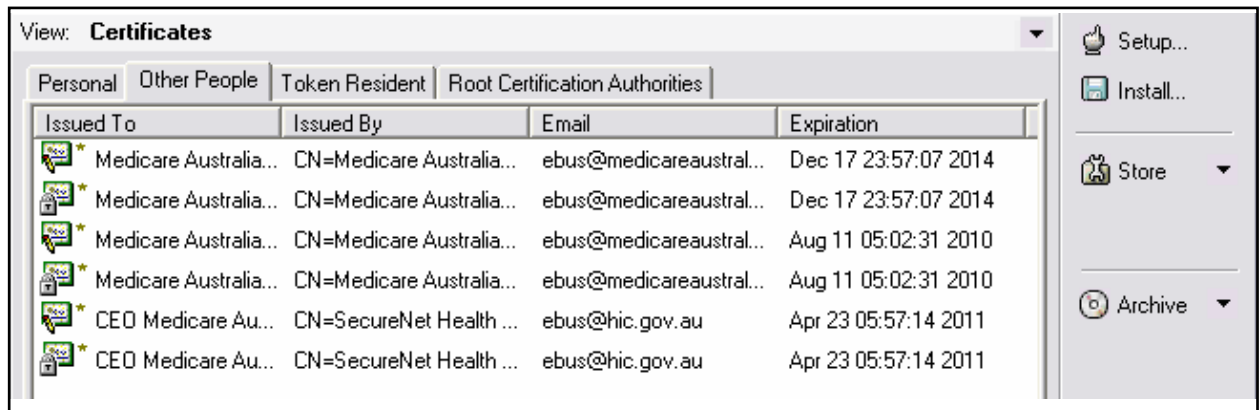 View: Certificates
Setup...
Install...
Personal Other People Token Resident Root Certification Authorities
Issued To Issued By Email Expiration
Medicare Australia... CN=Medicare Australia... ebus@medicareaustral... Dec 17 23:57:07 2014
Medicare Australia... CN=Medicare Australia... ebus@medicareaustral... Dec 17 23:57:07 2014
Medicare Australia... CN=Medicare Australia... ebus@medicareaustral... Aug 11 05:02:31 2010
Medicare Australia... CN=Medicare Australia... ebus@medicareaustral... Aug 11 05:02:31 2010
CEO Medicare Au... CN=SecureNet Health ... ebus@hic.gov.au Apr 23 05:57:14 2011
CEO Medicare Au... CN=SecureNet Health ... ebus@hic.gov.au Apr 23 05:57:14 2011
Store
Archive